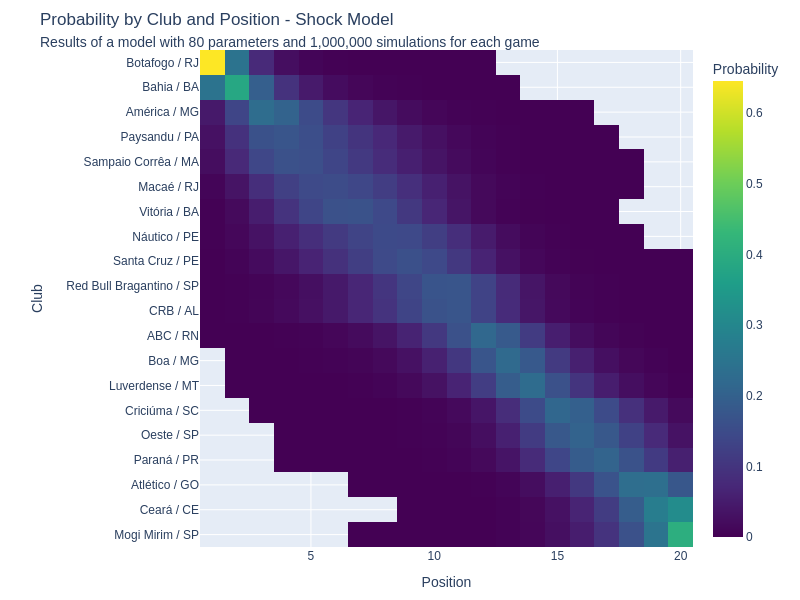 Probability by Club and Position - Shock Model
Results of a model with 80 parameters and 1,000,000 simulations for each game
Probability
Club
Botafogo / RJ
Bahia / BA
América / MG
Paysandu / PA
Sampaio Corrêa / MA
Macaé / RJ
Vitória / BA
Náutico / PE
Santa Cruz / PE
Red Bull Bragantino / SP
CRB / AL
ABC / RN
Boa / MG
Luverdense / MT
Criciúma / SC
Oeste / SP
Paraná / PR
Atlético / GO
Ceará / CE
Mogi Mirim / SP
0.6
0.5
0.4
0.3
0.2
0.1
0
5 10 15 20
Position